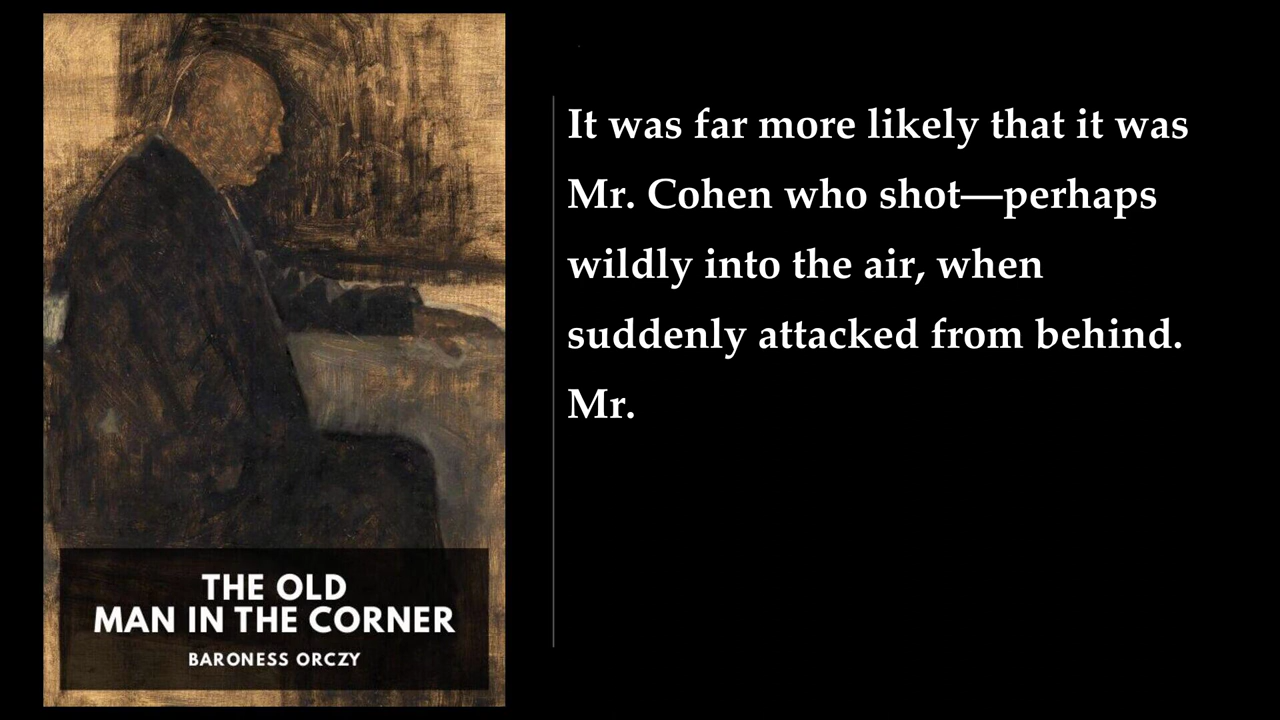 THE OLD
MAN IN THE CORNER
BARONESS ORCZY
It was far more likely that it was
Mr. Cohen who shot—perhaps
wildly into the air, when
suddenly attacked from behind.
Mr.